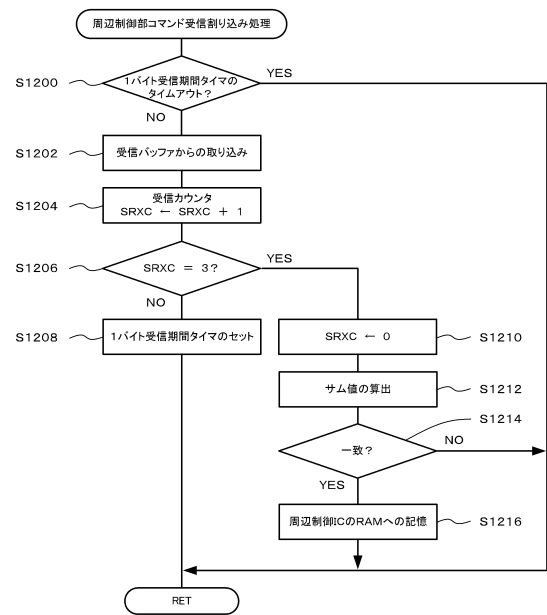 周辺制御部コマンド受信割り込み処理
S1200
1バイト受信期間タイマの
タイムアウト?
YES
NO
S1202
受信バッファからの取り込み
S1204
受信カウンタ
SRXC ← SRXC + 1
S1206
SRXC = 3?
YES
NO
S1208
1バイト受信期間タイマのセット
SRXC ← 0
S1210
サム値の算出
S1212
S1214
一致?
NO
YES
周辺制御ICのRAMへの記憶
S1216
RET